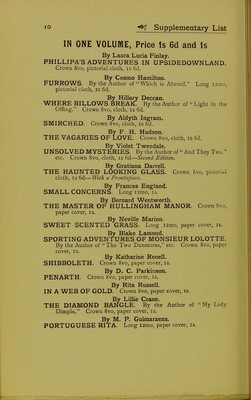 10 Supplementary List
IN ONE VOLUME, Price 1s 6d and 1s
By Laura Lucia Finlay.
PHILLIPA'S ADVENTURES IN UPSIDEDOWNLAND.
Crown 8vo, pictorial cloth, 1s 6d.
By Cosmo Hamilton.
FURROWS. By the Author of "Which is Absurd." Long 12mo,
pictorial cloth, 1s 6d.
By Hillary Deccan.
WHERE BILLOWS BREAK. By the Author of "Light in the
Offing." Crown 8vo, cloth, 1s 6d.
By Aldyth Ingram.
SMIRCHED. Crown 8vo, cloth, 1s 6d.
By F. H. Hudson.
THE VAGARIES OF LOVE. Crown 8vo, cloth, 1s 6d.
By Violet Tweedale.
UNSOLVED MYSTERIES. By the Author of "And They Two."
etc. Crown 8vo, cloth, 1s 6d—Second Edition.
By Gratiana Darrell.
THE HAUNTED LOOKING GLASS. Crown 8vo, pictorial
cloth, 1s 6d—With a Frontispiece.
By Frances England.
SMALL CONCERNS. Long 12mo, 1s.
By Bernard Wentworth.
THE MASTER OF HULLINGHAM MANOR. Crown 8vo,
paper cover, 1s.
By Neville Marion.
SWEET SCENTED GRASS. Long 12mo, paper cover, 1s.
By Blake Lamond.
SPORTING ADVENTURES OF MONSIEUR LOLOTTE.
By the Author of "The Two Dunmores," etc. Crown 8vo, paper
cover, 1s.
By Katharine Renell.
SHIBBOLETH. Crown 8vo, paper cover, 1s.
By D. C. Parkinson.
PENARTH. Crown 8vo, paper cover, 1s.
By Rita Russell.
IN A WEB OF GOLD. Crown 8vo, paper cover, 1s.
By Lillie Crane.
THE DIAMOND BANGLE. By the Author of "My Lady
Dimple." Crown 8vo, paper cover, 1s.
By M. P. Guimaraens.
PORTUGUESE RITA. Long 12mo, paper cover, 1s.